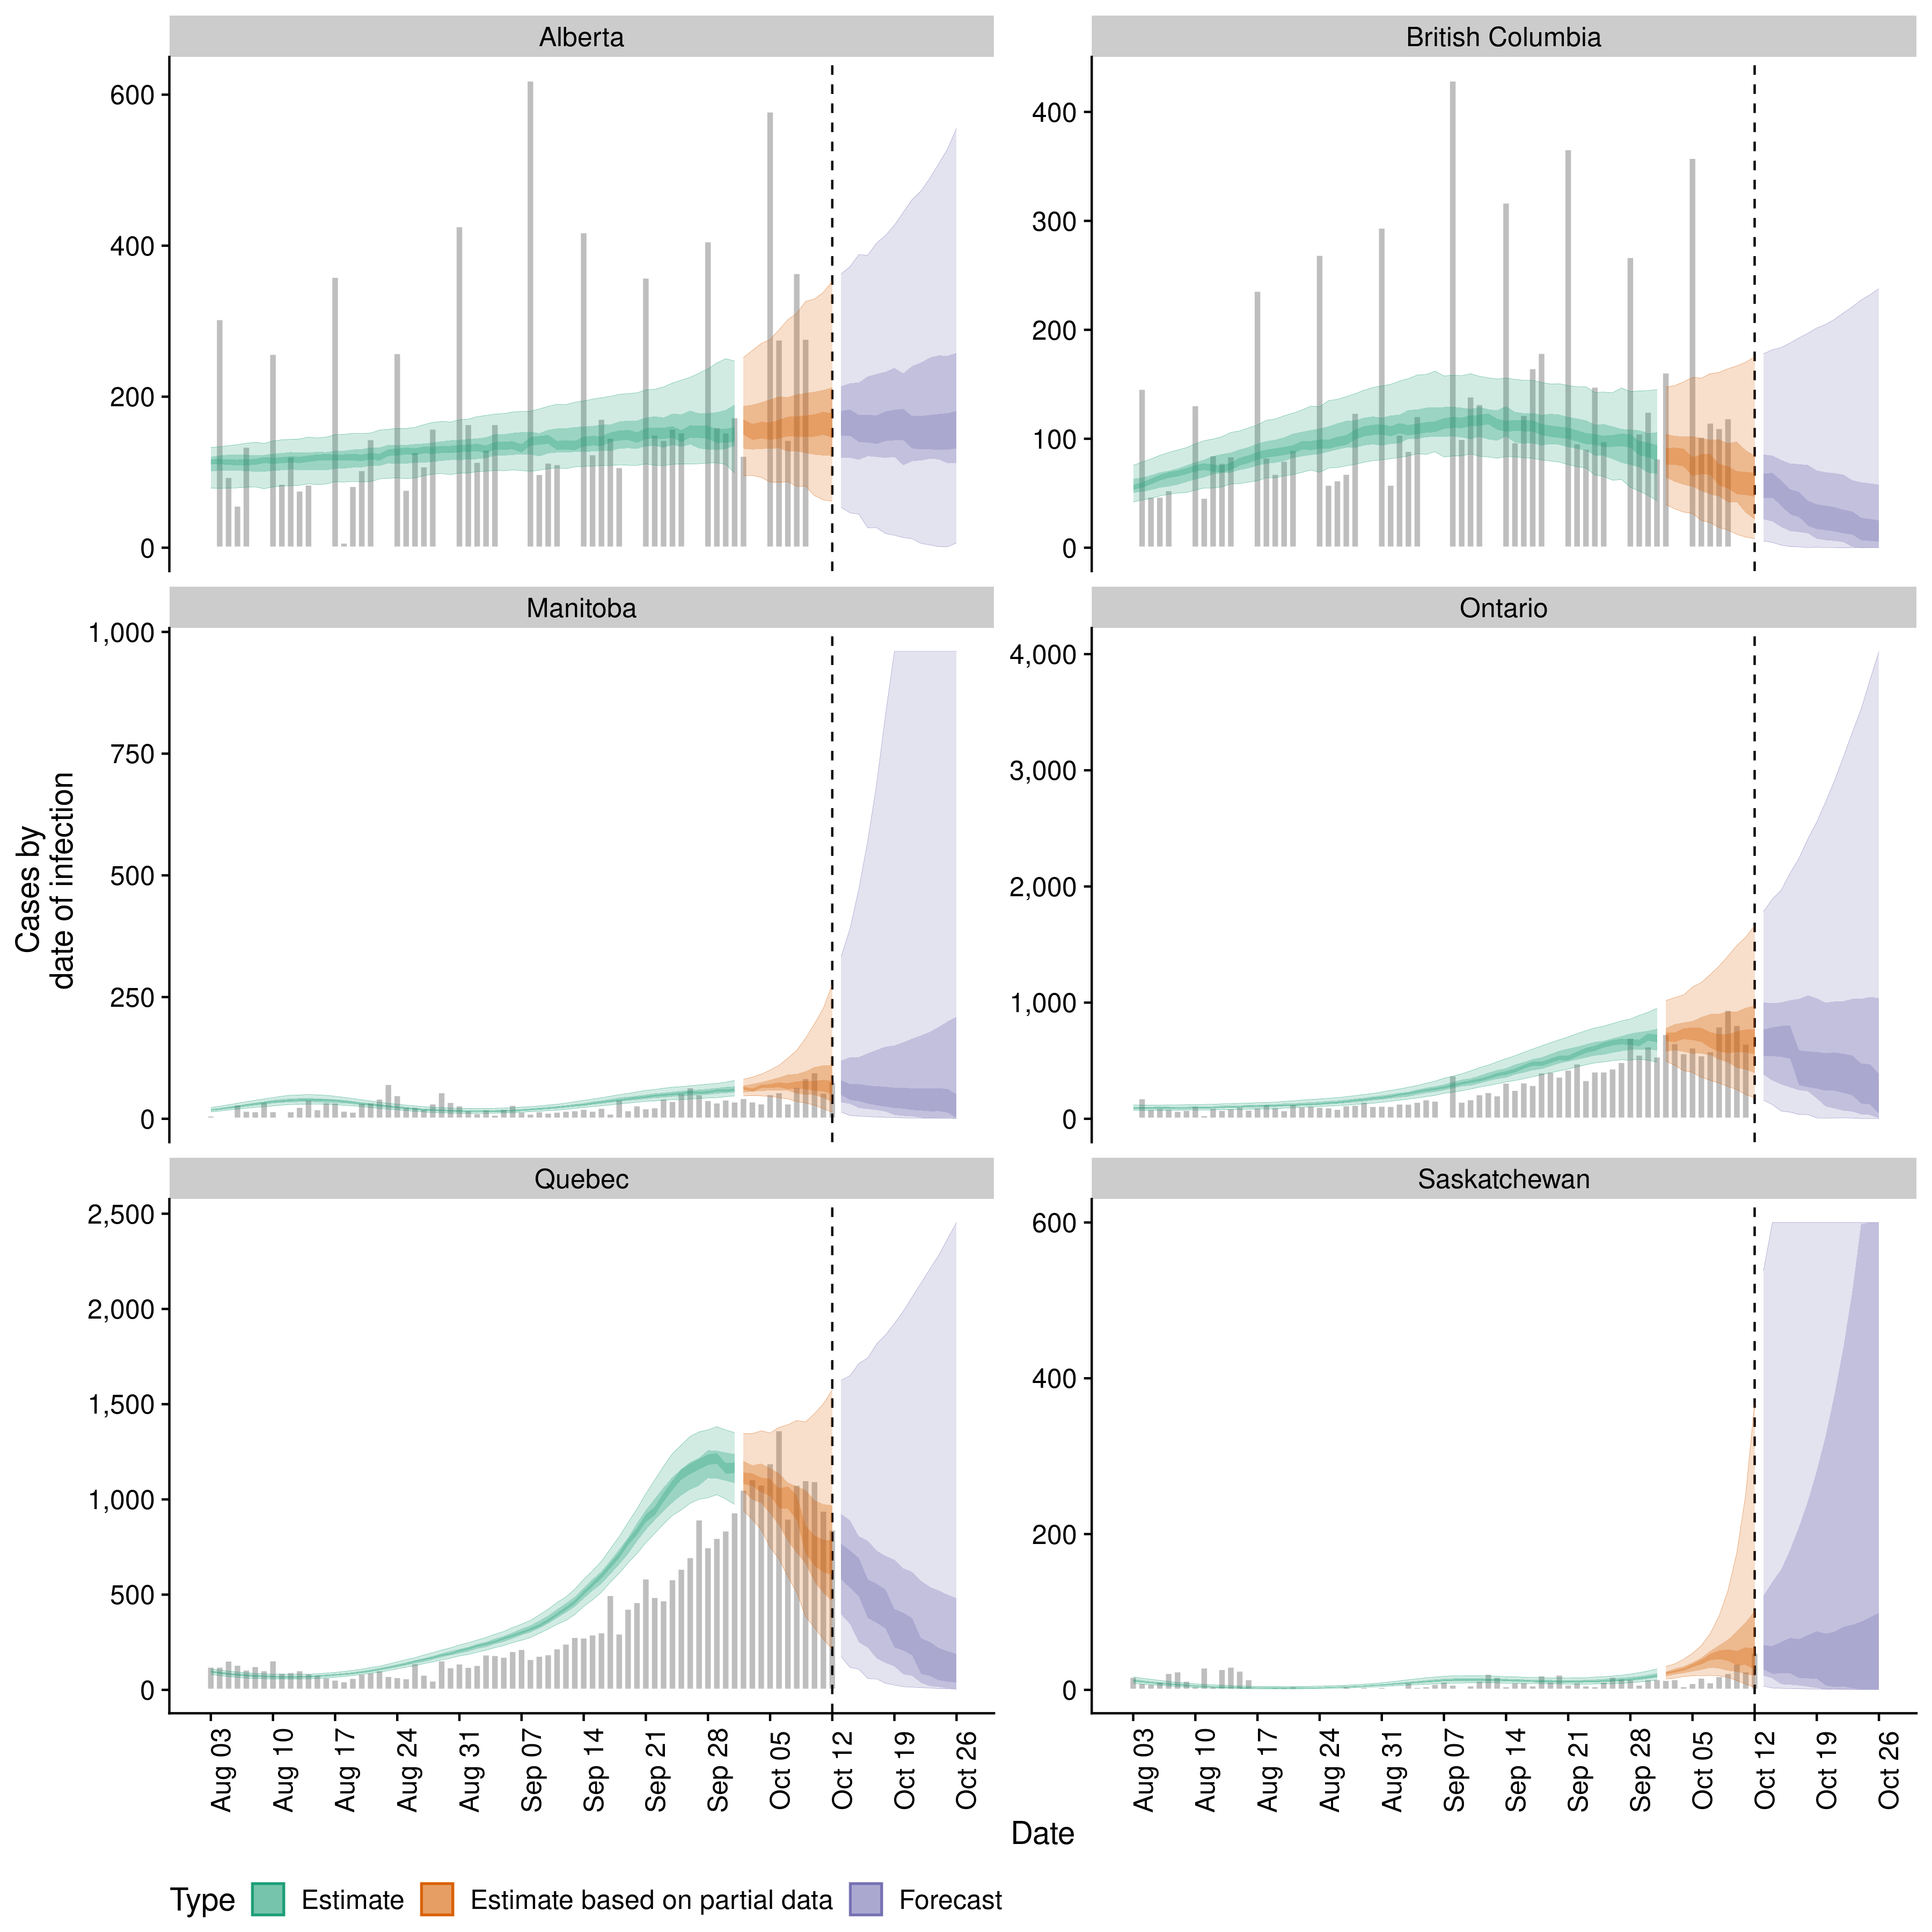 Alberta
British Columbia
600
400
200
0
400
300
200
100
0
Manitoba
Ontario
1,000
750
500
250
0
4,000
3,000
2,000
1,000
0
Cases by
date of infection
Quebec
Saskatchewan
2,500
2,000
1,500
1,000
500
0
600
400
200
0
Aug 03
Aug 10
Aug 17
Aug 24
Aug 31
Sep 07
Sep 14
Sep 21
Sep 28
Oct 05
Oct 12
Oct 19
Oct 26
Aug 03
Aug 10
Aug 17
Aug 24
Aug 31
Sep 07
Sep 14
Sep 21
Sep 28
Oct 05
Oct 12
Oct 19
Oct 26
Date
Type Estimate Estimate based on partial data Forecast